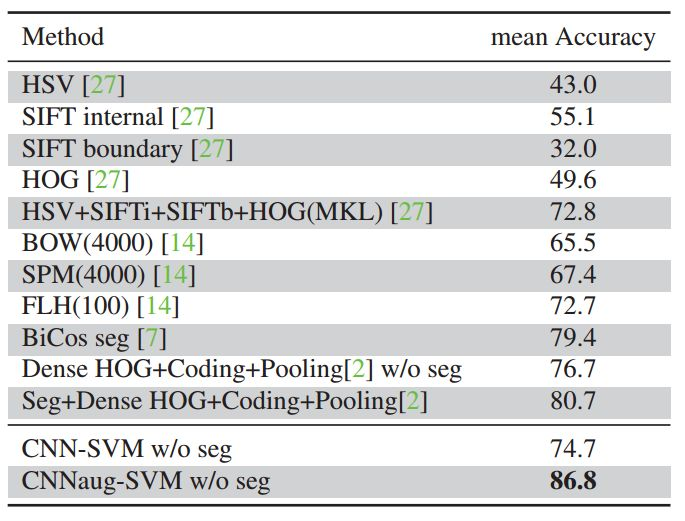 Method mean Accuracy
HSV [27] 43.0
SIFT internal [27] 55.1
SIFT boundary [27] 32.0
HOG [27] 49.6
HSV+SIFTi+SIFTb+HOG(MKL) [27] 72.8
BOW(4000) [14] 65.5
SPM(4000) [14] 67.4
FLH(100) [14] 72.7
BiCos seg [7] 79.4
Dense HOG+Coding+Pooling[2] w/o seg 76.7
Seg+Dense HOG+Coding+Pooling[2] 80.7
CNN-SVM w/o seg 74.7
CNNaug-SVM w/o seg 86.8